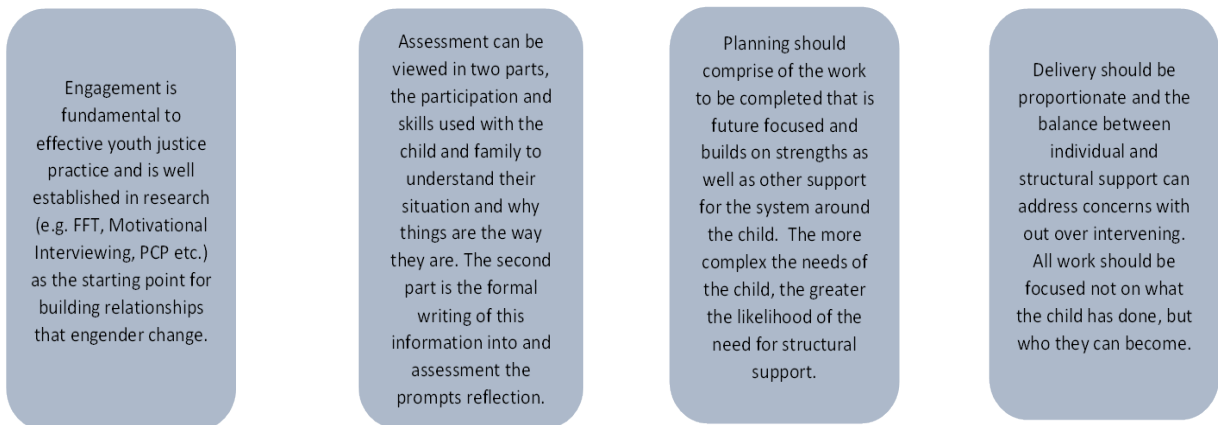 Engagement is
fundamental to
effective youth justice
practice and is well
established in research
(e.g. FFT, Motivational
Interviewing, PCP etc.)
as the starting point for
building relationships
that engender change.
Assessment can be
viewed in two parts,
the participation and
skills used with the
child and family to
understand their
situation and why
things are the way
they are. The second
part is the formal
writing of this
information into and
assessment the
prompts reflection.
Planning should
comprise of the work
to be completed that is
future focused and
builds on strengths as
well as other support
for the system around
the child.  The more
complex the needs of
the child, the greater
the likelihood of the
need for structural
support.
Delivery should be
proportionate and the
balance between
individual and
structural support can
address concerns with
out over intervening.
All work should be
focused not on what
the child has done, but
who they can become.